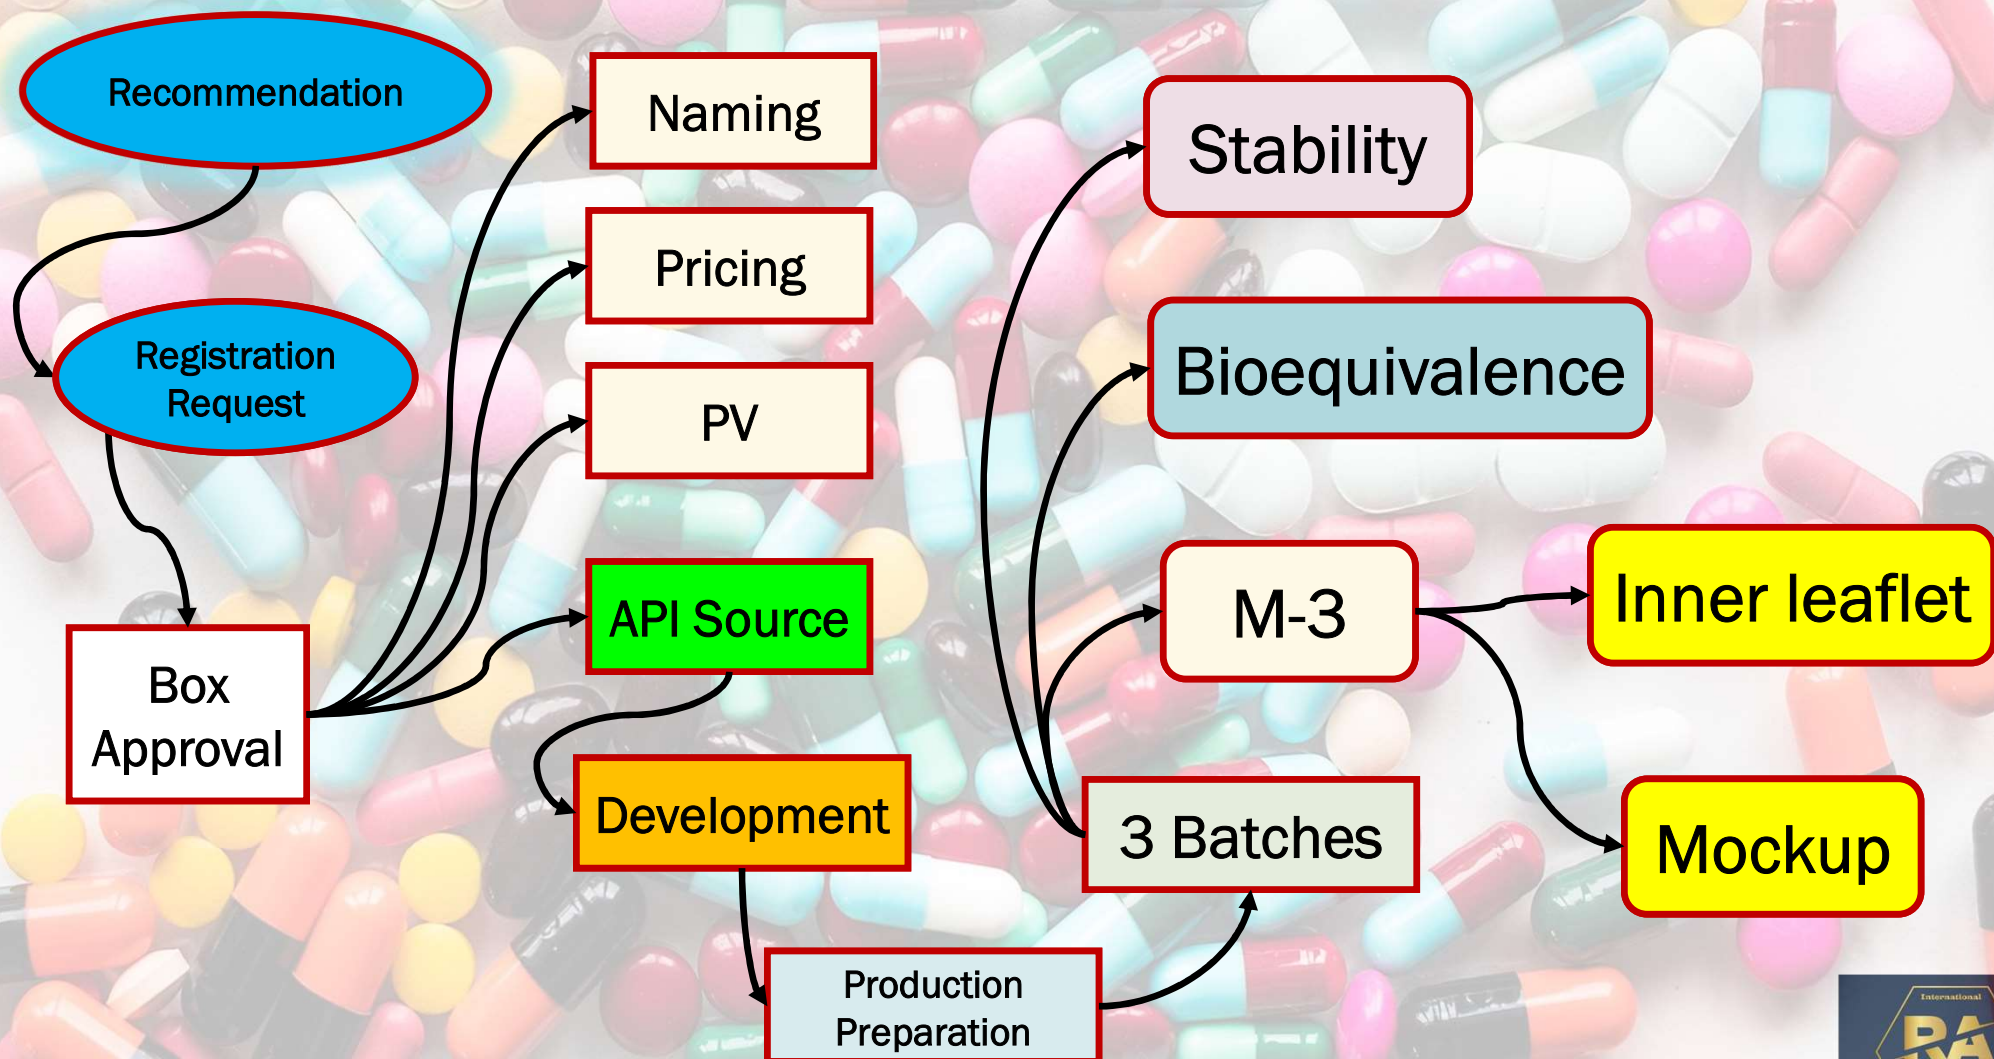 Recommendation
Registration
Request
Box
Approval
Naming
Pricing
PV
API Source
Development
Production
Preparation
3 Batches
Stability
Bioequivalence
M-3
Inner leaflet
Mockup
International